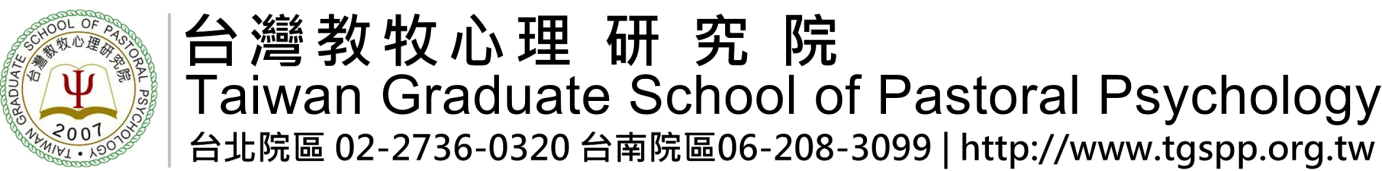 TAIWAN GRADUATE SCHOOL OF PASTORAL PSYCHOLOGY
台灣教牧心理研究院
Ψ
2007
台灣教牧心理 研 究 院
Taiwan Graduate School of Pastoral Psychology
台北院區 02-2736-0320 台南院區06-208-3099 | http://www.tgspp.org.tw